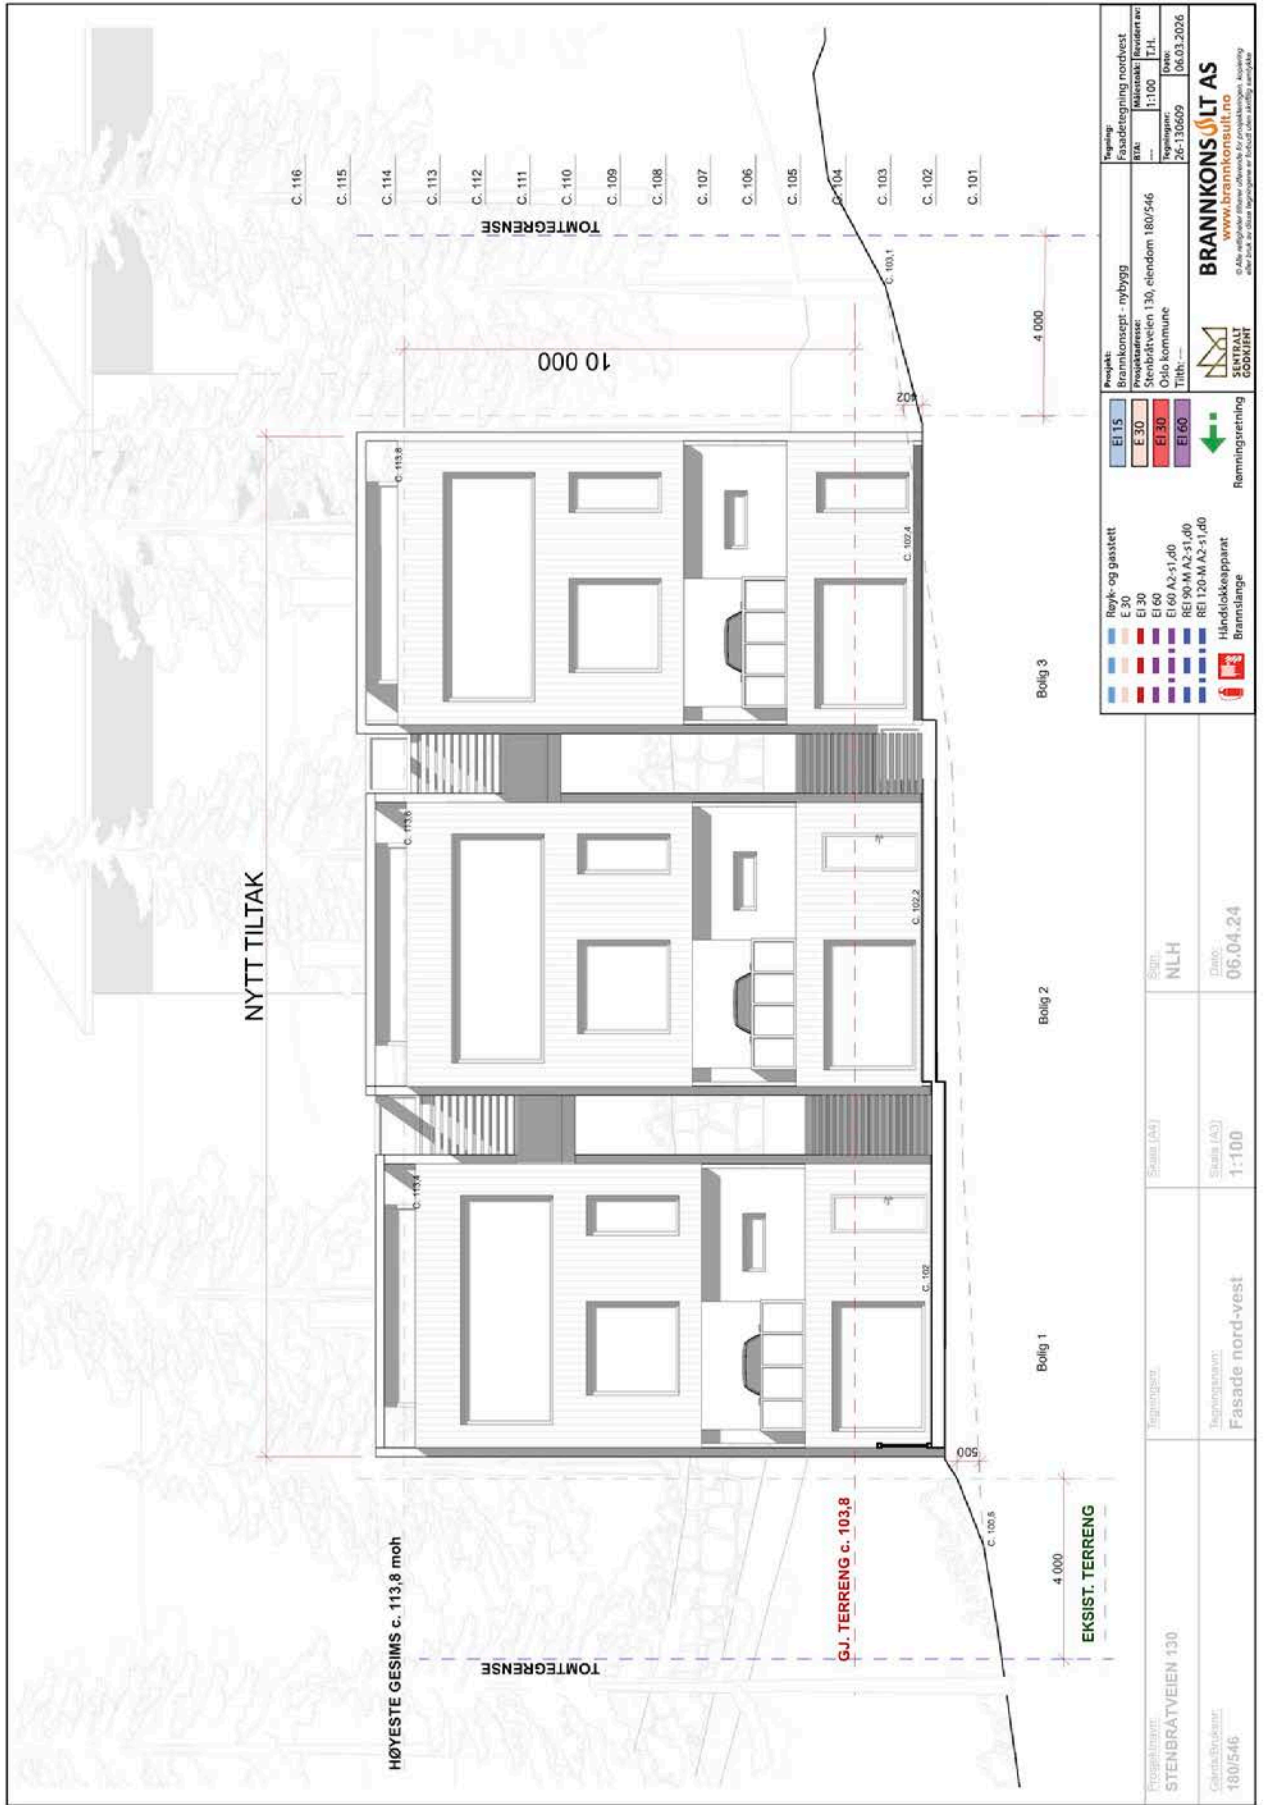 NYTT TILTAK
HØYESTE GESIMS c. 113,8 moh
TOMTEGRENSE
TOMTEGRENSE
C. 116
C. 115
C. 114
C. 113
C. 112
C. 111
C. 110
C. 109
C. 108
C. 107
C. 106
C. 105
C. 104
C. 103
C. 102
C. 101
C. 113,4
C. 113,6
C. 113,8
10 000
GJ. TERRENG c. 103,8
C. 102
C. 102,2
C. 102,4
C. 103,1
402
500
4 000
4 000
EKSIST. TERRENG
Bolig 1
Bolig 2
Bolig 3
Prosjektnavn:
STENBRÅTVEIEN 130
Gårds/Bruksnr:
180/546
Tegningsnr:
Tegningsnavn:
Fasade nord-vest
Skala (A4)
Skala (A3)
1:100
Sign:
NLH
Dato:
06.04.24
Røyk- og gasstett
E 30
EI 30
EI 60
EI 60 A2-s1,d0
REI 90-M A2-s1,d0
REI 120-M A2-s1,d0
Håndslokkeapparat
Brannslange
EI 15
E 30
EI 30
EI 60
Rømningsretning
Prosjekt:
Brannkonsept - nybygg
Prosjektadresse:
Stenbråtveien 130, eiendom 180/546
Oslo kommune
Tilth: ---
Tegning:
Fasadetegning nordvest
BTA:
---
Målestokk:
1:100
Revidert av:
T.H.
Tegningsnr:
26-130609
Dato:
06.03.2026
SENTRALT
GODKJENT
BRANNKONSULT AS
www.brannkonsult.no